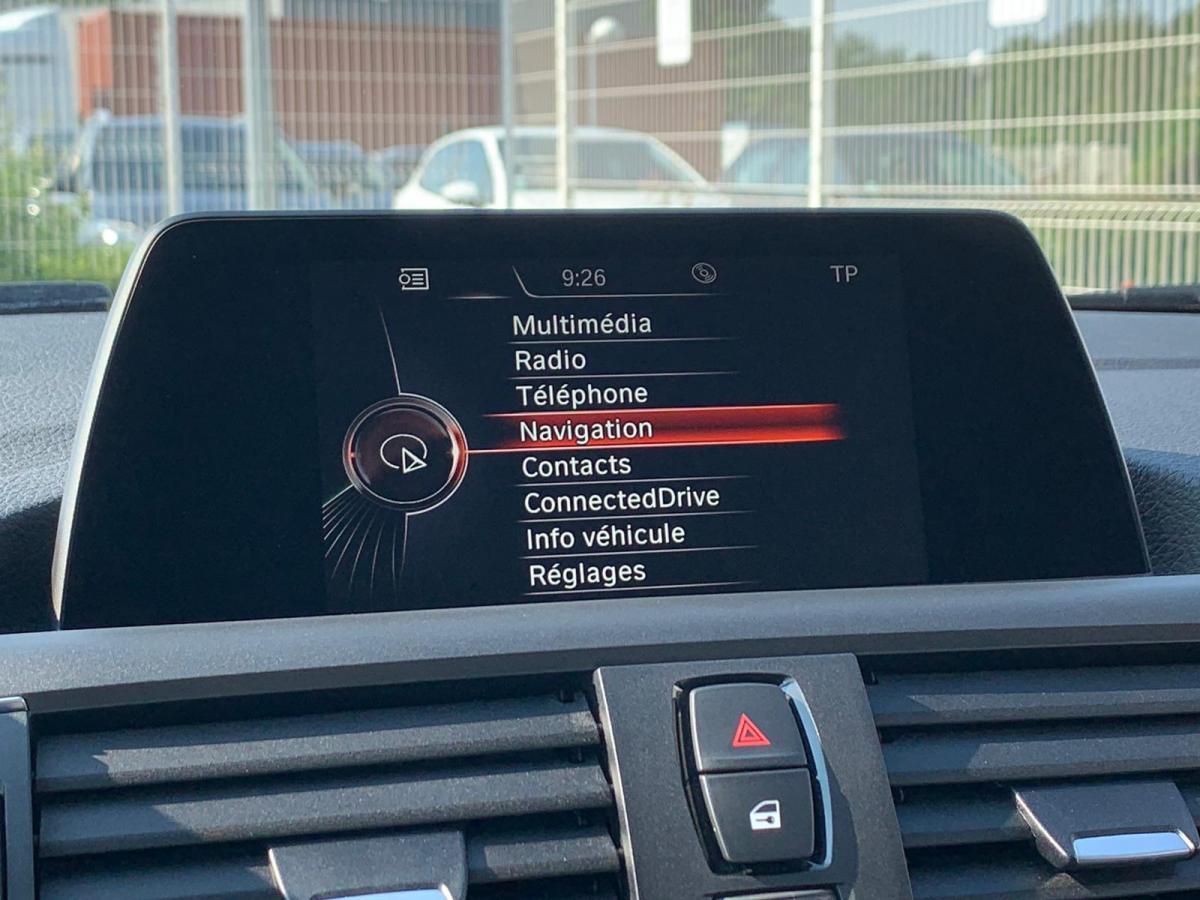 9:26 TP
Multimédia
Radio
Téléphone
Navigation
Contacts
ConnectedDrive
Info véhicule
Réglages